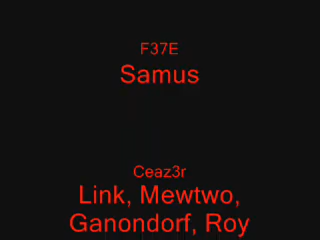 F37E
Samus
Ceaz3r
Link, Mewtwo,
Ganondorf, Roy